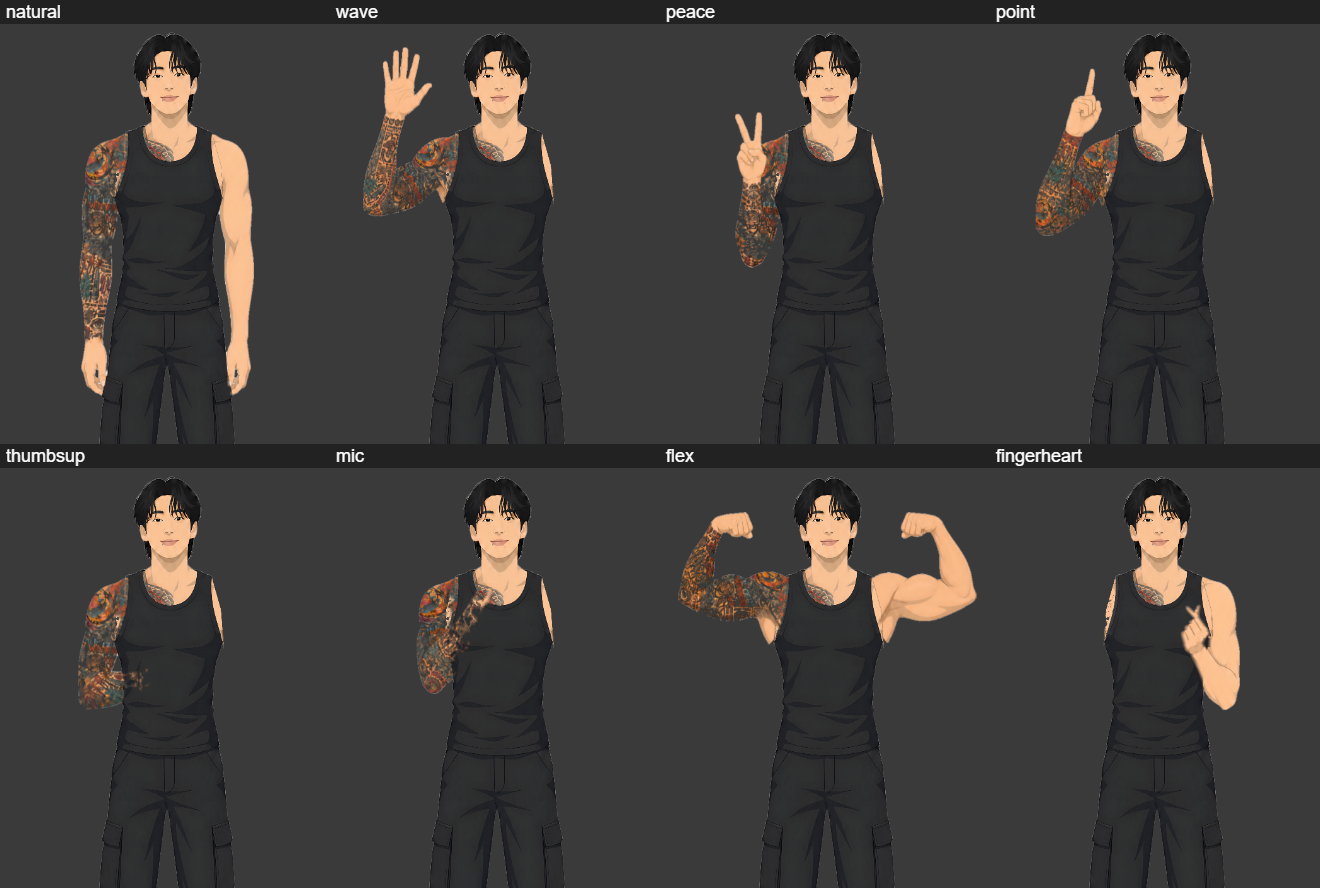 natural
wave
peace
point
thumbsup
mic
flex
fingerheart